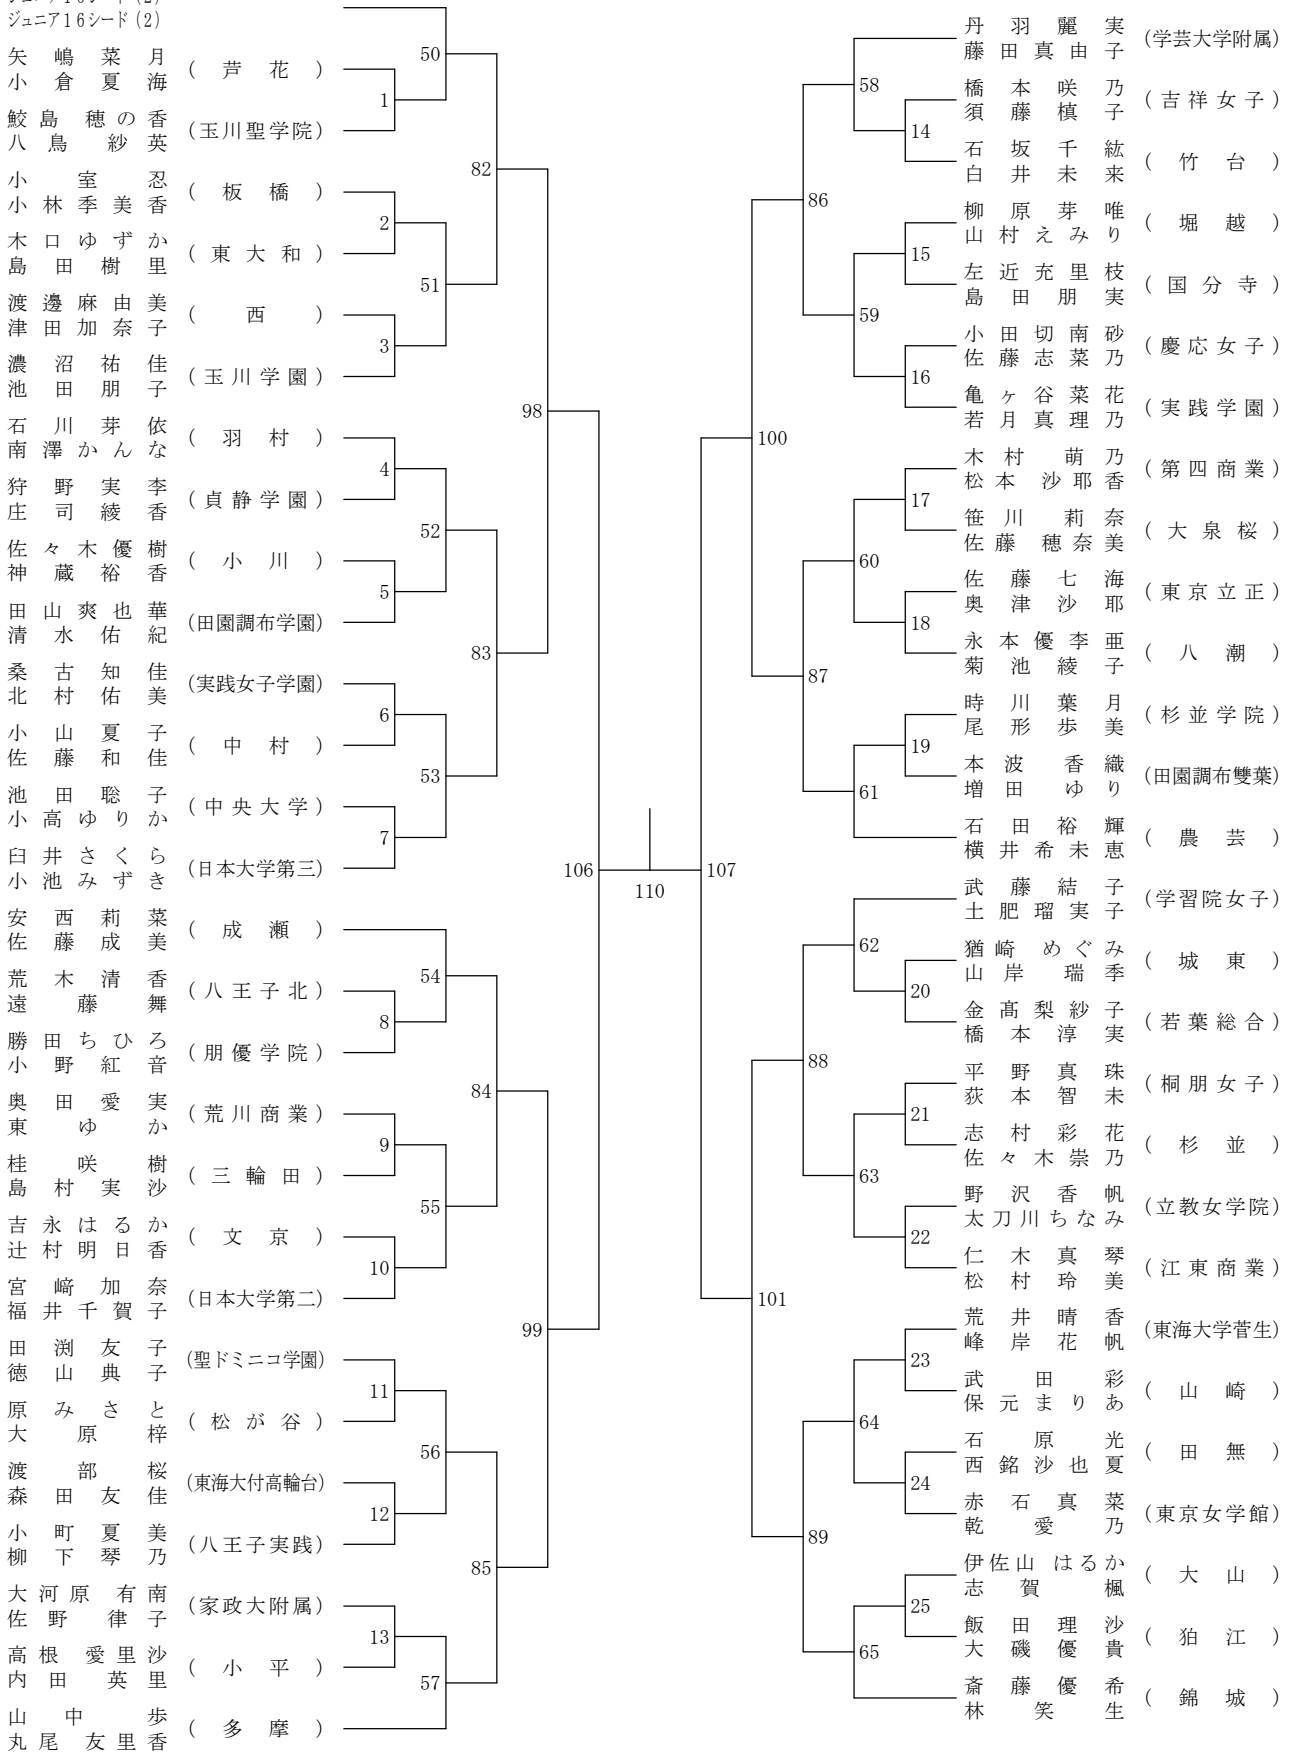 ジュニア16シード(2)
矢嶋菜月
小倉夏海
(芦花)
鮫島 穂の香
八鳥 紗英
(玉川聖学院)
小室忍
小林季美香
(板橋)
木口ゆずか
島田樹里
(東大和)
渡邊麻由美
津田加奈子
(西)
濃沼祐佳
池田朋子
(玉川学園)
石川芽依
南澤かんな
(羽村)
狩野実李
庄司綾香
(貞静学園)
佐々木優樹
神蔵裕香
(小川)
田山爽也華
清水佑紀
(田園調布学園)
桑古知佳
北村佑美
(実践女子学園)
小山夏子
佐藤和佳
(中村)
池田聡子
小高ゆりか
(中央大学)
臼井さくら
小池みずき
(日本大学第三)
安西莉菜
佐藤成美
(成瀬)
荒木清香
遠藤舞
(八王子北)
勝田ちひろ
小野紅音
(朋優学院)
奥田愛実
東ゆか
(荒川商業)
桂咲樹
島村実沙
(三輪田)
吉永はるか
辻村明日香
(文京)
宮﨑加奈
福井千賀子
(日本大学第二)
田渕友子
徳山典子
(聖ドミニコ学園)
原みさと
大原梓
(松が谷)
渡部桜
森田友佳
(東海大付高輪台)
小町夏美
柳下琴乃
(八王子実践)
大河原 有南
佐野 律子
(家政大附属)
高根 愛里沙
内田 英里
(小平)
山中歩
丸尾 友里香
(多摩)
50
1
82
2
51
3
98
4
52
5
83
6
53
7
106
54
8
84
9
55
10
99
11
56
12
85
13
57
110
107
58
14
86
15
59
16
100
17
60
18
87
19
61
62
20
88
21
63
22
101
23
64
24
89
25
65
丹羽麗実
藤田真由子
(学芸大学附属)
橋本咲乃
須藤槙子
(吉祥女子)
石坂千紘
白井未来
(竹台)
柳原芽唯
山村えみり
(堀越)
左近充里枝
島田朋実
(国分寺)
小田切南砂
佐藤志菜乃
(慶応女子)
亀ヶ谷菜花
若月真理乃
(実践学園)
木村 萌乃
松本 沙耶香
(第四商業)
笹川 莉奈
佐藤 穂奈美
(大泉桜)
佐藤七海
奥津沙耶
(東京立正)
永本優李亜
菊池綾子
(八潮)
時川葉月
尾形歩美
(杉並学院)
本波 香織
増田 ゆり
(田園調布雙葉)
石田裕輝
横井希未恵
(農芸)
武藤結子
土肥瑠実子
(学習院女子)
猶崎 めぐみ
山岸 瑞季
(城東)
金髙梨紗子
橋本淳実
(若葉総合)
平野真珠
荻本智未
(桐朋女子)
志村彩花
佐々木崇乃
(杉並)
野沢香帆
太刀川ちなみ
(立教女学院)
仁木真琴
松村玲美
(江東商業)
荒井晴香
峰岸花帆
(東海大学菅生)
武田彩
保元まりあ
(山崎)
石原光
西銘沙也夏
(田無)
赤石真菜
乾愛乃
(東京女学館)
伊佐山 はるか
志賀 楓
(大山)
飯田理沙
大磯優貴
(狛江)
斎藤優希
林笑生
(錦城)